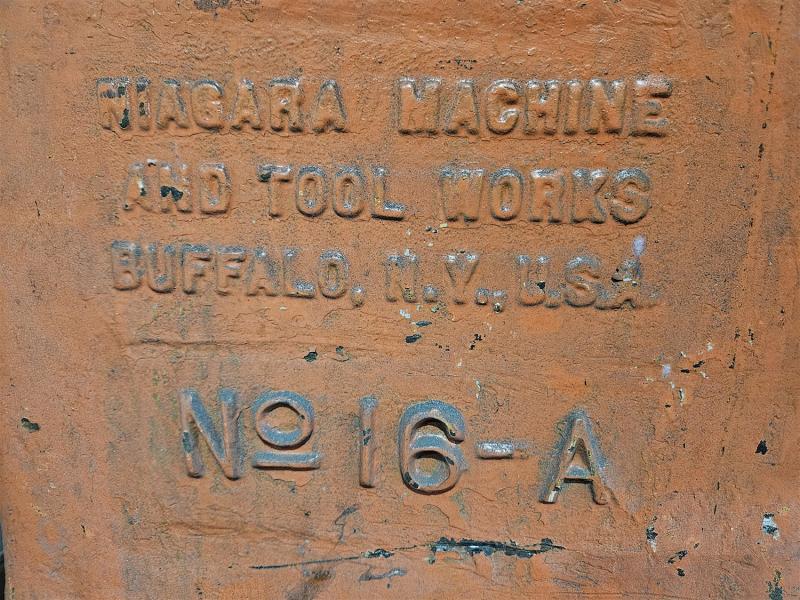 NIAGARA MACHINE
AND TOOL WORKS
BUFFALO, N.Y., U.S.A.
Nº 16-A